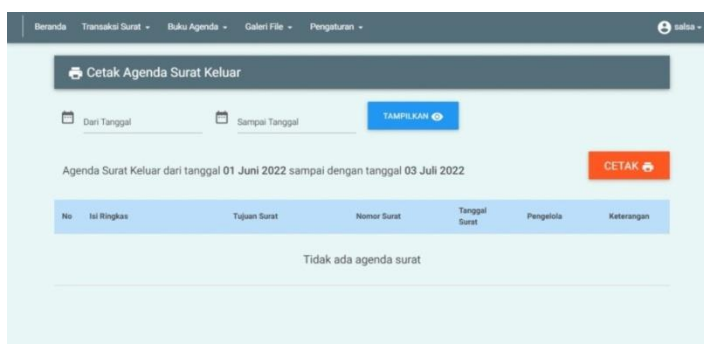 Beranda Transaksi Surat Buku Agenda Galeri File Pengaturan salsa
Cetak Agenda Surat Keluar
Dari Tanggal Sampai Tanggal TAMPILKAN
Agenda Surat Keluar dari tanggal 01 Juni 2022 sampai dengan tanggal 03 Juli 2022 CETAK
No Isi Ringkas Tujuan Surat Nomor Surat Tanggal Surat Pengelola Keterangan
Tidak ada agenda surat